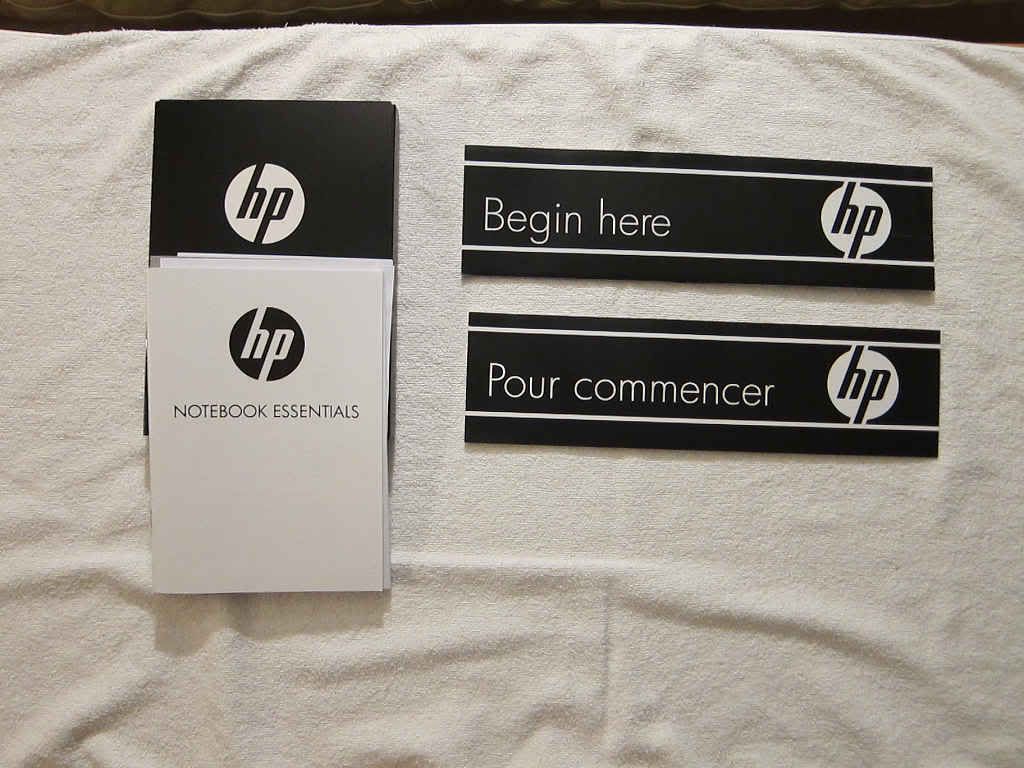 hp
hp
NOTEBOOK ESSENTIALS
Begin here
hp
Pour commencer
hp